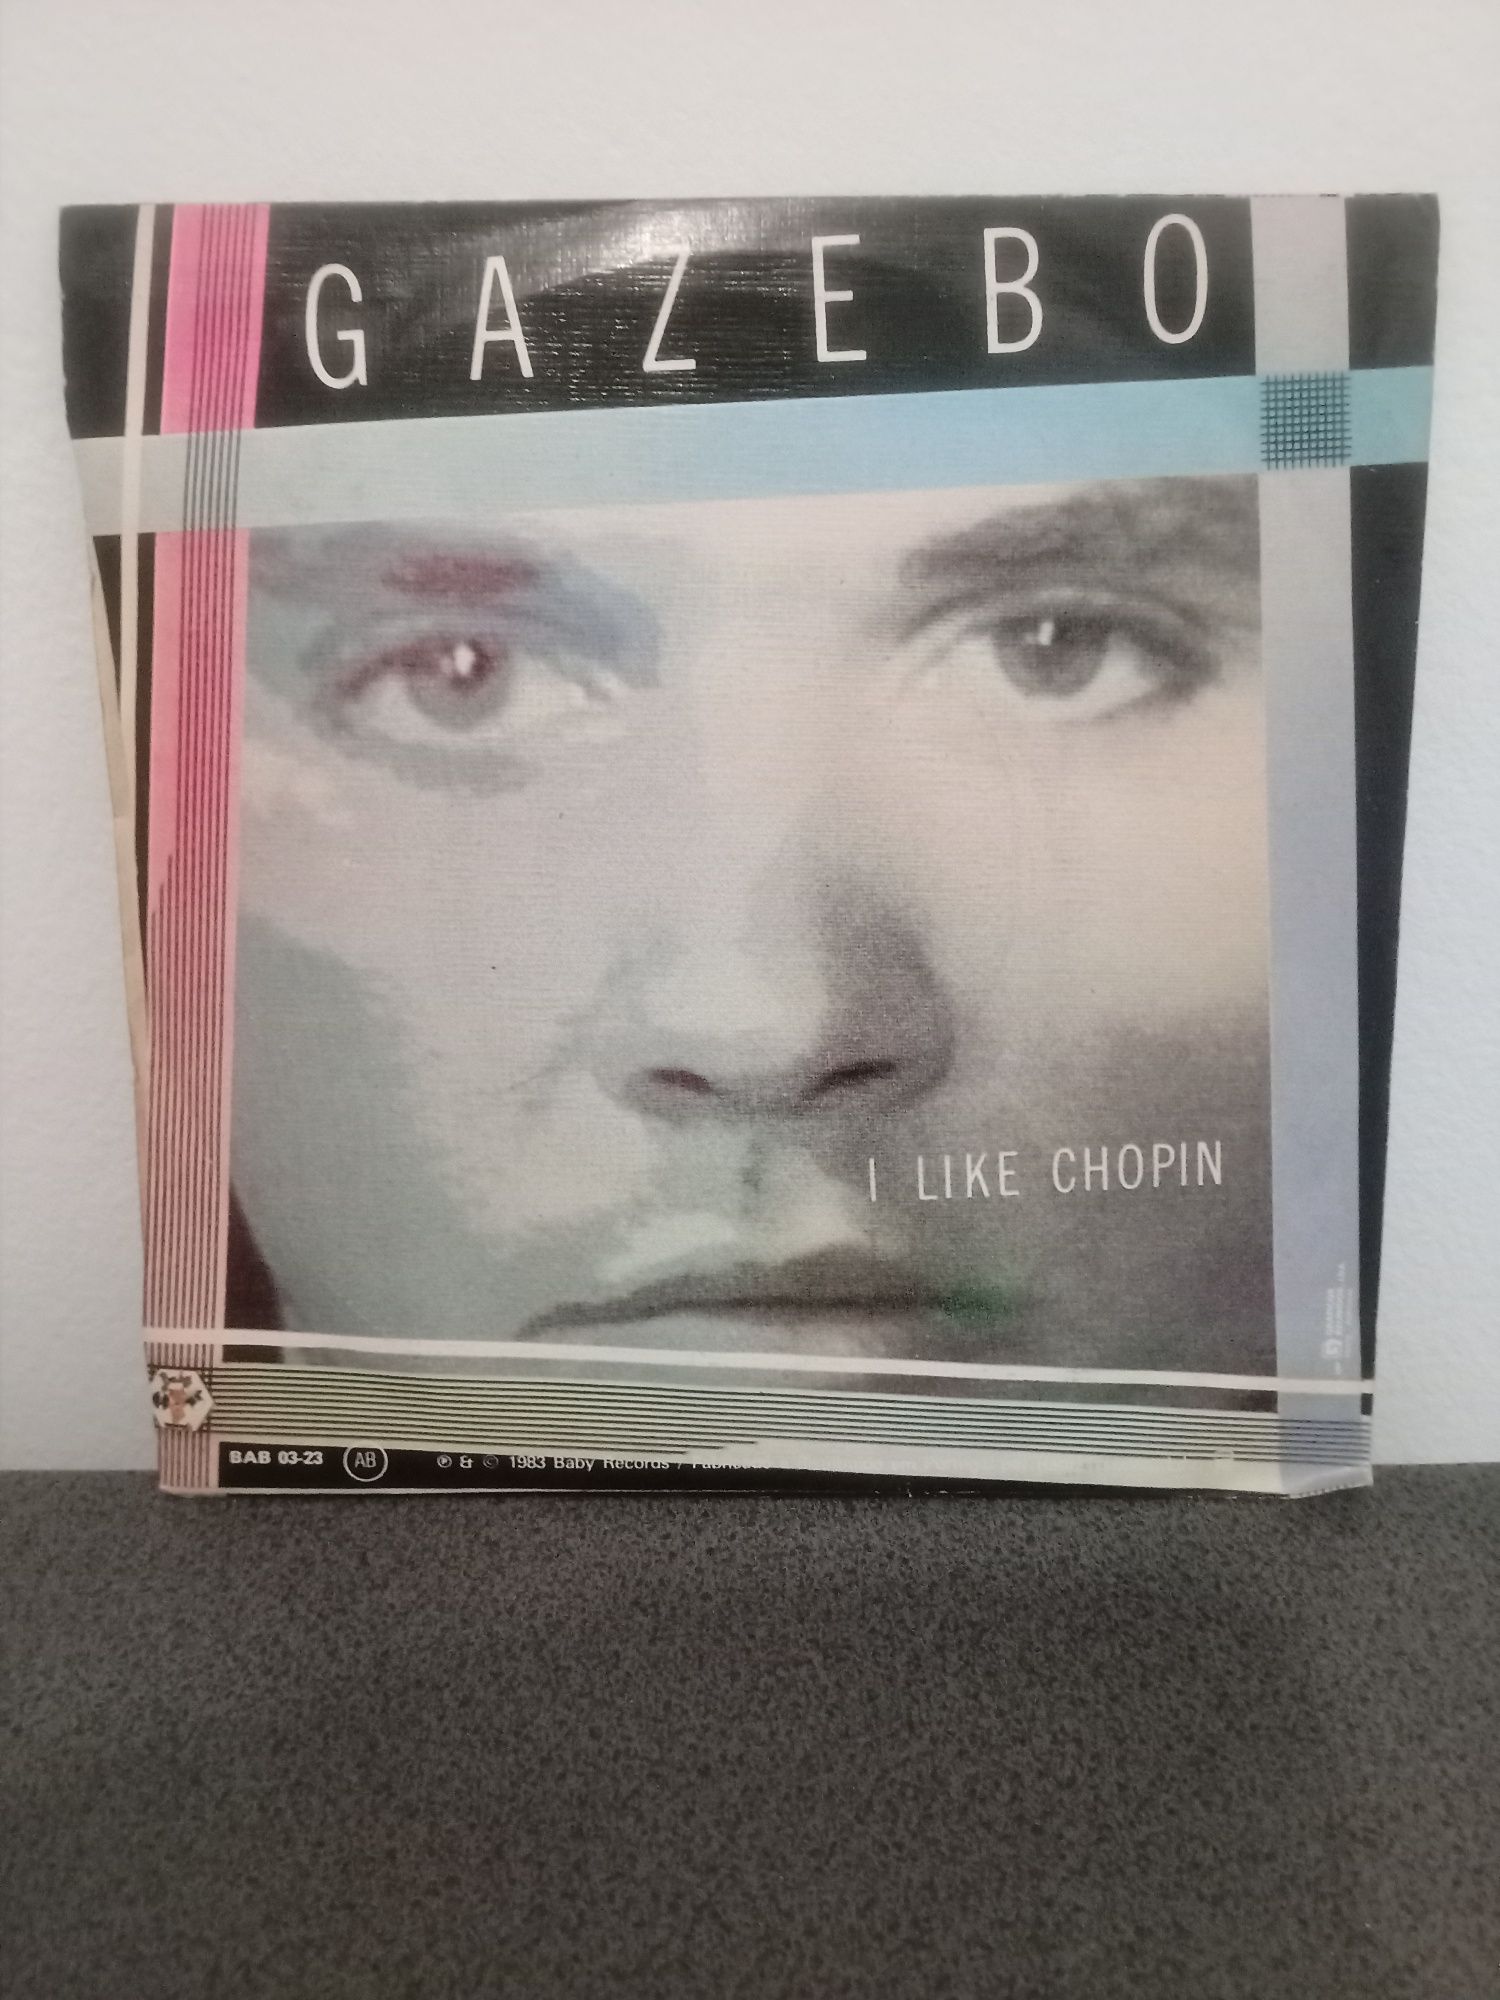 GAZEBO
I LIKE CHOPIN
BAB 03-23 AB ℗ & © 1983 Baby Records /